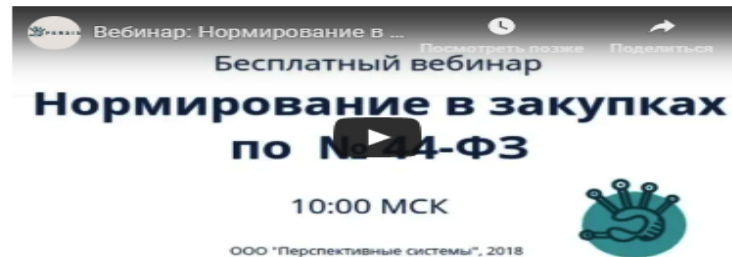 Вебинар: Нормирование в ...
Посмотреть позже Поделиться
Бесплатный вебинар
Нормирование в закупках
по № 44-ФЗ
10:00 МСК
ООО "Перспективные системы", 2018